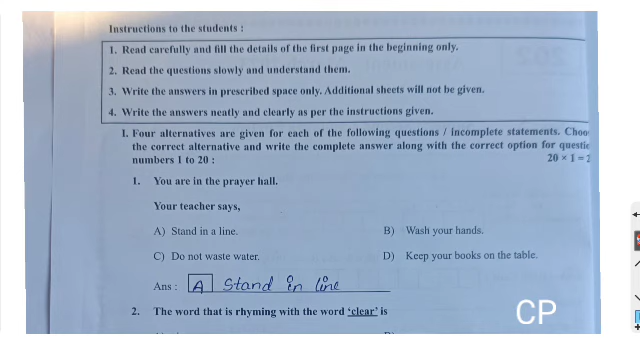 Instructions to the students :
1. Read carefully and fill the details of the first page in the beginning only.
2. Read the questions slowly and understand them.
3. Write the answers in prescribed space only. Additional sheets will not be given.
4. Write the answers neatly and clearly as per the instructions given.
I. Four alternatives are given for each of the following questions / incomplete statements. Choo
the correct alternative and write the complete answer along with the correct option for questio
numbers 1 to 20 : 20 × 1 = 2
1. You are in the prayer hall.
Your teacher says,
A) Stand in a line. B) Wash your hands.
C) Do not waste water. D) Keep your books on the table.
Ans : A Stand in line
2. The word that is rhyming with the word ‘clear’ is
CP